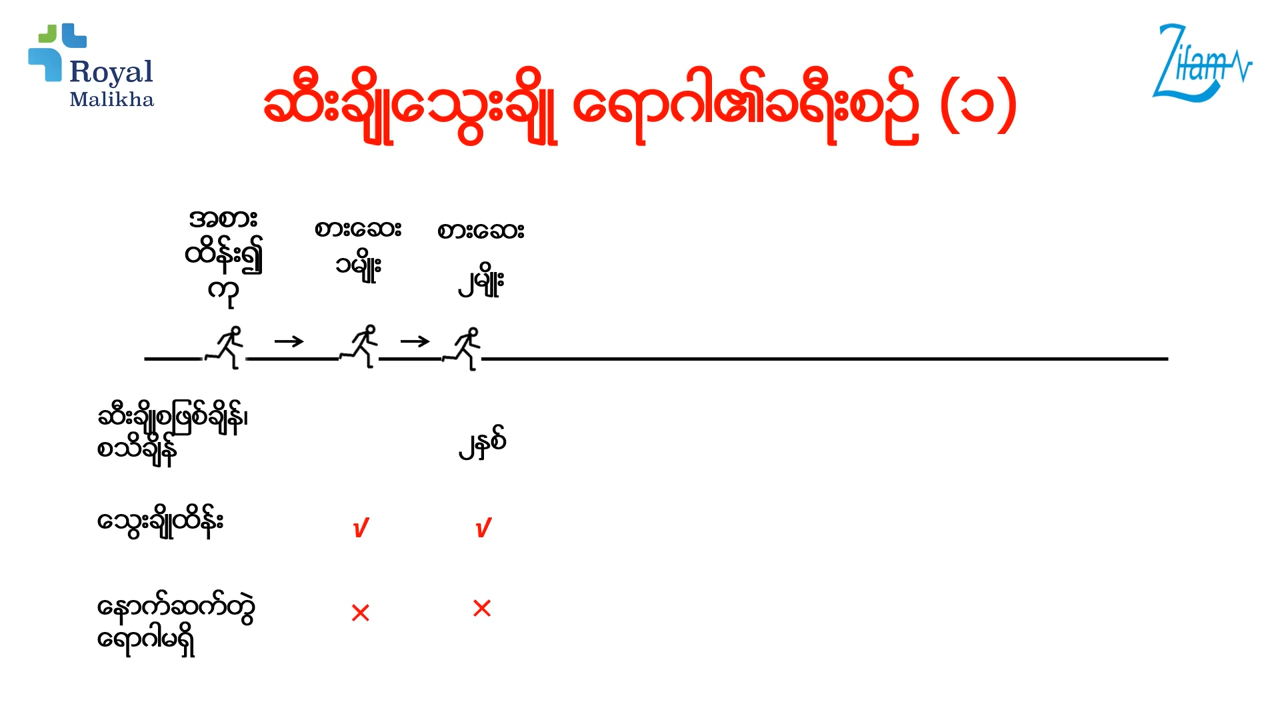 Royal
Malikha
Zifam
ဆီးချိုသွေးချို ရောဂါ၏ခရီးစဉ် (၁)
အစား
ထိန်း၍
ကု
စားဆေး
၁မျိုး
စားဆေး
၂မျိုး
ဆီးချိုစဖြစ်ချိန်၊
စသိချိန်
၂နှစ်
သွေးချိုထိန်း
√ √
နောက်ဆက်တွဲ
ရောဂါမရှိ
× ×